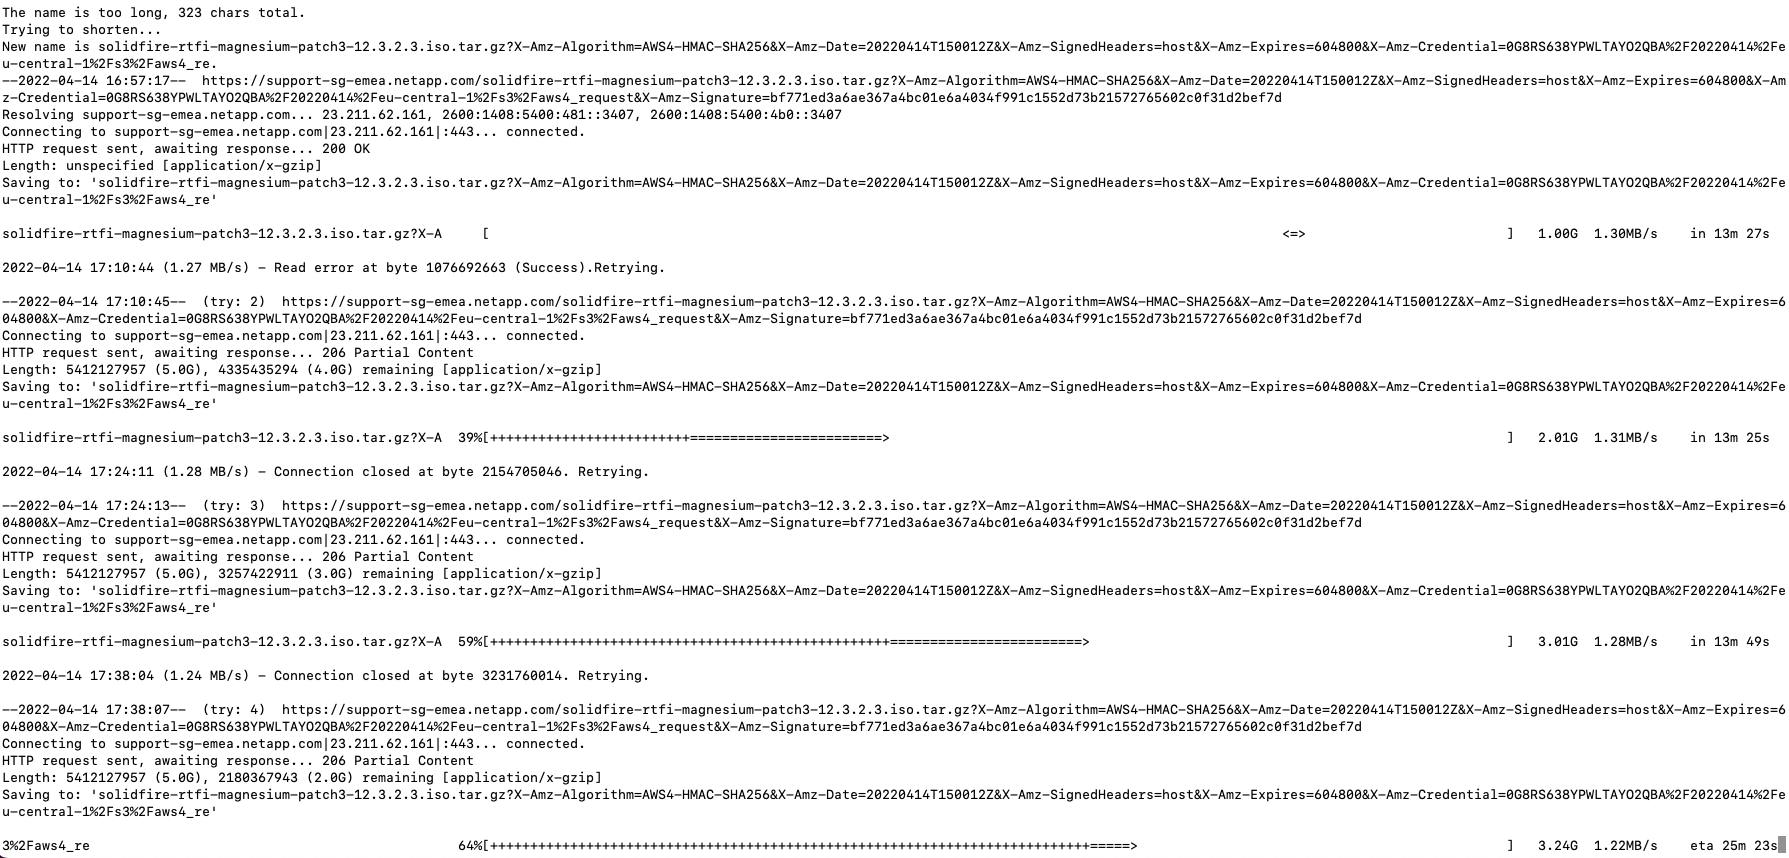 The name is too long, 323 chars total.
Trying to shorten...
New name is solidfire-rtfi-magnesium-patch3-12.3.2.3.iso.tar.gz?X-Amz-Algorithm=AWS4-HMAC-SHA256&X-Amz-Date=20220414T150012Z&X-Amz-SignedHeaders=host&X-Amz-Expires=604800&X-Amz-Credential=0G8RS638YPWLTAYO2QBA%2F20220414%2Fe
u-central-1%2Fs3%2Faws4_re.
--2022-04-14 16:57:17--  https://support-sg-emea.netapp.com/solidfire-rtfi-magnesium-patch3-12.3.2.3.iso.tar.gz?X-Amz-Algorithm=AWS4-HMAC-SHA256&X-Amz-Date=20220414T150012Z&X-Amz-SignedHeaders=host&X-Amz-Expires=604800&X-Am
z-Credential=0G8RS638YPWLTAYO2QBA%2F20220414%2Feu-central-1%2Fs3%2Faws4_request&X-Amz-Signature=bf771ed3a6ae367a4bc01e6a4034f991c1552d73b21572765602c0f31d2bef7d
Resolving support-sg-emea.netapp.com... 23.211.62.161, 2600:1408:5400:481::3407, 2600:1408:5400:4b0::3407
Connecting to support-sg-emea.netapp.com|23.211.62.161|:443... connected.
HTTP request sent, awaiting response... 200 OK
Length: unspecified [application/x-gzip]
Saving to: 'solidfire-rtfi-magnesium-patch3-12.3.2.3.iso.tar.gz?X-Amz-Algorithm=AWS4-HMAC-SHA256&X-Amz-Date=20220414T150012Z&X-Amz-SignedHeaders=host&X-Amz-Expires=604800&X-Amz-Credential=0G8RS638YPWLTAYO2QBA%2F20220414%2Fe
u-central-1%2Fs3%2Faws4_re'
solidfire-rtfi-magnesium-patch3-12.3.2.3.iso.tar.gz?X-A     [                    <=>                    ]   1.00G  1.30MB/s    in 13m 27s
2022-04-14 17:10:44 (1.27 MB/s) - Read error at byte 1076692663 (Success).Retrying.
--2022-04-14 17:10:45--  (try: 2)  https://support-sg-emea.netapp.com/solidfire-rtfi-magnesium-patch3-12.3.2.3.iso.tar.gz?X-Amz-Algorithm=AWS4-HMAC-SHA256&X-Amz-Date=20220414T150012Z&X-Amz-SignedHeaders=host&X-Amz-Expires=6
04800&X-Amz-Credential=0G8RS638YPWLTAYO2QBA%2F20220414%2Feu-central-1%2Fs3%2Faws4_request&X-Amz-Signature=bf771ed3a6ae367a4bc01e6a4034f991c1552d73b21572765602c0f31d2bef7d
Connecting to support-sg-emea.netapp.com|23.211.62.161|:443... connected.
HTTP request sent, awaiting response... 206 Partial Content
Length: 5412127957 (5.0G), 4335435294 (4.0G) remaining [application/x-gzip]
Saving to: 'solidfire-rtfi-magnesium-patch3-12.3.2.3.iso.tar.gz?X-Amz-Algorithm=AWS4-HMAC-SHA256&X-Amz-Date=20220414T150012Z&X-Amz-SignedHeaders=host&X-Amz-Expires=604800&X-Amz-Credential=0G8RS638YPWLTAYO2QBA%2F20220414%2Fe
u-central-1%2Fs3%2Faws4_re'
solidfire-rtfi-magnesium-patch3-12.3.2.3.iso.tar.gz?X-A  39%[+++++++++++++++++++++++++========================>                    ]   2.01G  1.31MB/s    in 13m 25s
2022-04-14 17:24:11 (1.28 MB/s) - Connection closed at byte 2154705046. Retrying.
--2022-04-14 17:24:13--  (try: 3)  https://support-sg-emea.netapp.com/solidfire-rtfi-magnesium-patch3-12.3.2.3.iso.tar.gz?X-Amz-Algorithm=AWS4-HMAC-SHA256&X-Amz-Date=20220414T150012Z&X-Amz-SignedHeaders=host&X-Amz-Expires=6
04800&X-Amz-Credential=0G8RS638YPWLTAYO2QBA%2F20220414%2Feu-central-1%2Fs3%2Faws4_request&X-Amz-Signature=bf771ed3a6ae367a4bc01e6a4034f991c1552d73b21572765602c0f31d2bef7d
Connecting to support-sg-emea.netapp.com|23.211.62.161|:443... connected.
HTTP request sent, awaiting response... 206 Partial Content
Length: 5412127957 (5.0G), 3257422911 (3.0G) remaining [application/x-gzip]
Saving to: 'solidfire-rtfi-magnesium-patch3-12.3.2.3.iso.tar.gz?X-Amz-Algorithm=AWS4-HMAC-SHA256&X-Amz-Date=20220414T150012Z&X-Amz-SignedHeaders=host&X-Amz-Expires=604800&X-Amz-Credential=0G8RS638YPWLTAYO2QBA%2F20220414%2Fe
u-central-1%2Fs3%2Faws4_re'
solidfire-rtfi-magnesium-patch3-12.3.2.3.iso.tar.gz?X-A  59%[++++++++++++++++++++++++++++++++++++++++++++++++++========================>                    ]   3.01G  1.28MB/s    in 13m 49s
2022-04-14 17:38:04 (1.24 MB/s) - Connection closed at byte 3231760014. Retrying.
--2022-04-14 17:38:07--  (try: 4)  https://support-sg-emea.netapp.com/solidfire-rtfi-magnesium-patch3-12.3.2.3.iso.tar.gz?X-Amz-Algorithm=AWS4-HMAC-SHA256&X-Amz-Date=20220414T150012Z&X-Amz-SignedHeaders=host&X-Amz-Expires=6
04800&X-Amz-Credential=0G8RS638YPWLTAYO2QBA%2F20220414%2Feu-central-1%2Fs3%2Faws4_request&X-Amz-Signature=bf771ed3a6ae367a4bc01e6a4034f991c1552d73b21572765602c0f31d2bef7d
Connecting to support-sg-emea.netapp.com|23.211.62.161|:443... connected.
HTTP request sent, awaiting response... 206 Partial Content
Length: 5412127957 (5.0G), 2180367943 (2.0G) remaining [application/x-gzip]
Saving to: 'solidfire-rtfi-magnesium-patch3-12.3.2.3.iso.tar.gz?X-Amz-Algorithm=AWS4-HMAC-SHA256&X-Amz-Date=20220414T150012Z&X-Amz-SignedHeaders=host&X-Amz-Expires=604800&X-Amz-Credential=0G8RS638YPWLTAYO2QBA%2F20220414%2Fe
u-central-1%2Fs3%2Faws4_re'
3%2Faws4_re                                              64%[+++++++++++++++++++++++++++++++++++++++++++++++++++++++++++++++++++++++++++=====>                    ]   3.24G  1.22MB/s    eta 25m 23s